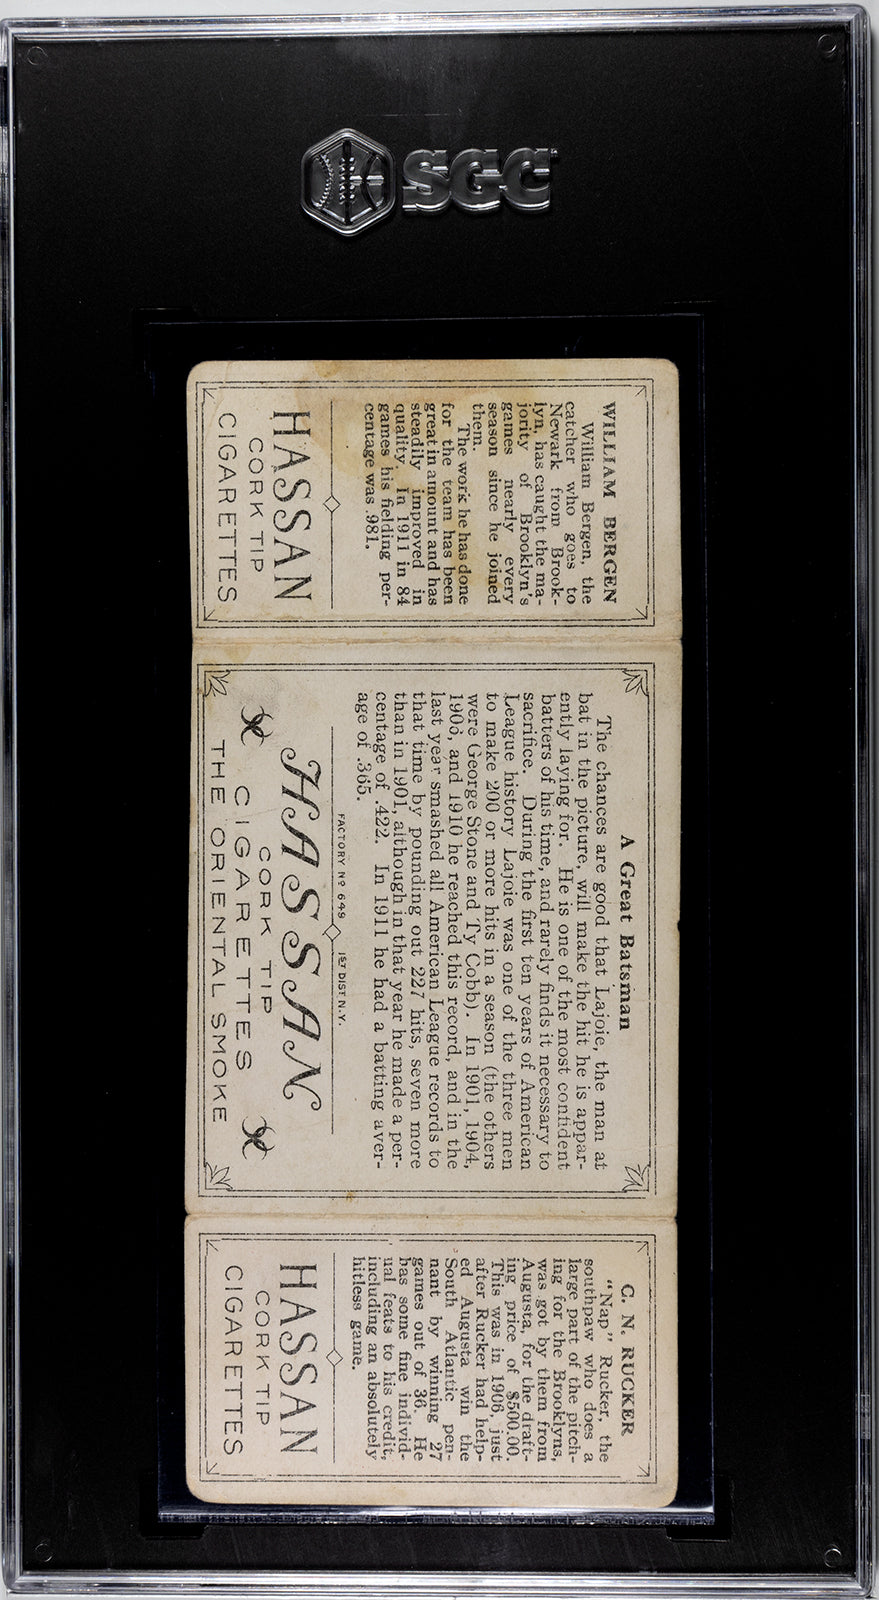 SGC
WILLIAM BERGEN
William Bergen, the
catcher who goes to
Newark from Brook-
lyn, has caught the ma-
jority of Brooklyn's
games nearly every
season since he joined
them.
The work he has done
for the team has been
great in amount and has
steadily improved in
quality. In 1911 in 84
games his fielding per-
centage was .981.
HASSAN
CORK TIP
CIGARETTES
A Great Batsman
The chances are good that Lajoie, the man at
bat in the picture, will make the hit he is appar-
ently laying for. He is one of the most confident
batters of his time, and rarely finds it necessary to
sacrifice. During the first ten years of American
League history Lajoie was one of the three men
to make 200 or more hits in a season (the others
were George Stone and Ty Cobb). In 1901, 1904,
1906, and 1910 he reached this record, and in the
last year smashed all American League records to
that time by pounding out 227 hits, seven more
than in 1901, although in that year he made a per-
centage of .422. In 1911 he had a batting aver-
age of .365.
FACTORY Nº 649 1ST DIST. N.Y.
HASSAN
CORK TIP
CIGARETTES
THE ORIENTAL SMOKE
C. N. RUCKER
"Nap" Rucker, the
southpaw who does a
large part of the pitch-
ing for the Brooklyns,
was got by them from
Augusta, for the draft-
ing price of $500.00.
This was in 1906, just
after Rucker had help-
ed Augusta win the
South Atlantic pen-
nant by winning 27
games out of 36. He
has some fine individ-
ual feats to his credit,
including an absolutely
hitless game.
HASSAN
CORK TIP
CIGARETTES